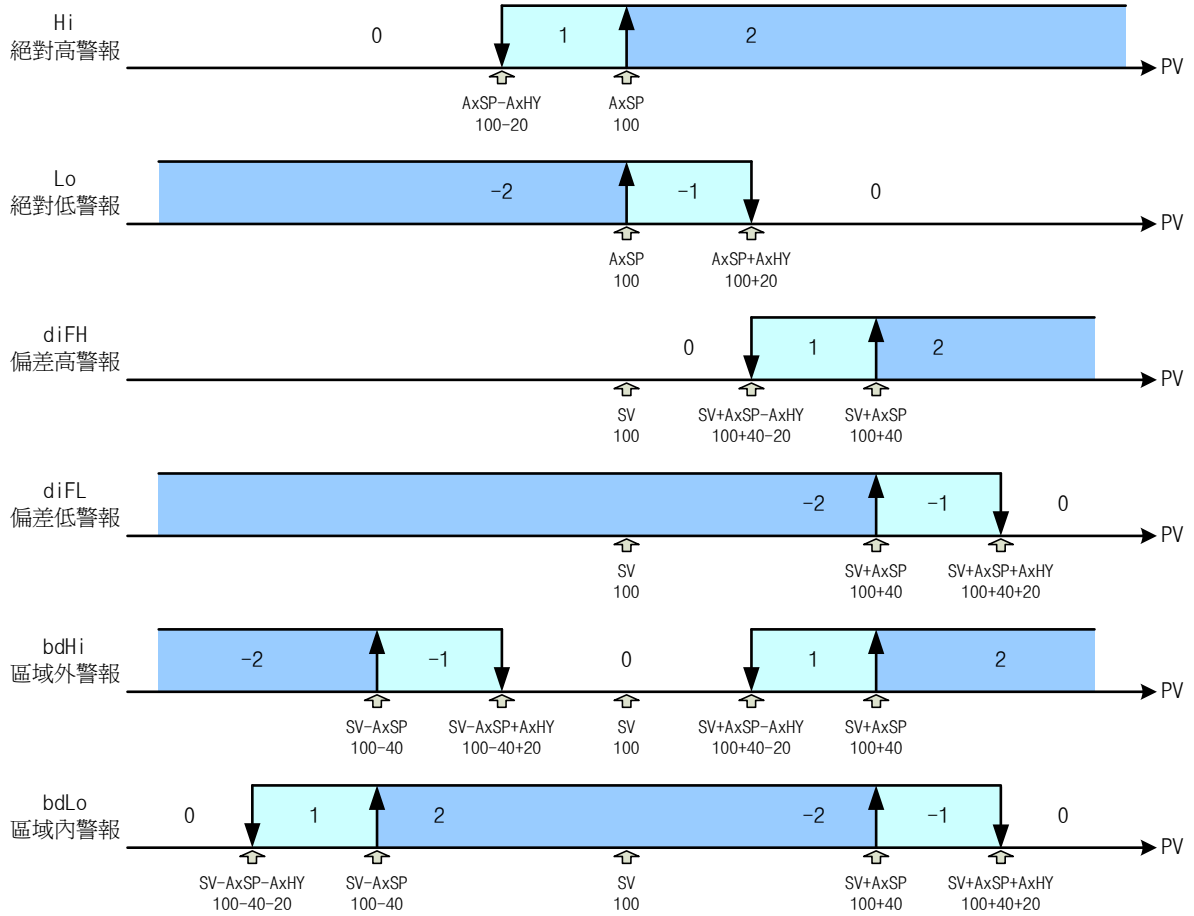 Hi
絕對高警報
0
1
2
PV
AxSP-AxHY
100-20
AxSP
100
Lo
絕對低警報
-2
-1
0
PV
AxSP
100
AxSP+AxHY
100+20
diFH
偏差高警報
0
1
2
PV
SV
100
SV+AxSP-AxHY
100+40-20
SV+AxSP
100+40
diFL
偏差低警報
-2
-1
0
PV
SV
100
SV+AxSP
100+40
SV+AxSP+AxHY
100+40+20
bdHi
區域外警報
-2
-1
0
1
2
PV
SV-AxSP
100-40
SV-AxSP+AxHY
100-40+20
SV
100
SV+AxSP-AxHY
100+40-20
SV+AxSP
100+40
bdLo
區域內警報
0
1
2
-2
-1
0
PV
SV-AxSP-AxHY
100-40-20
SV-AxSP
100-40
SV
100
SV+AxSP
100+40
SV+AxSP+AxHY
100+40+20